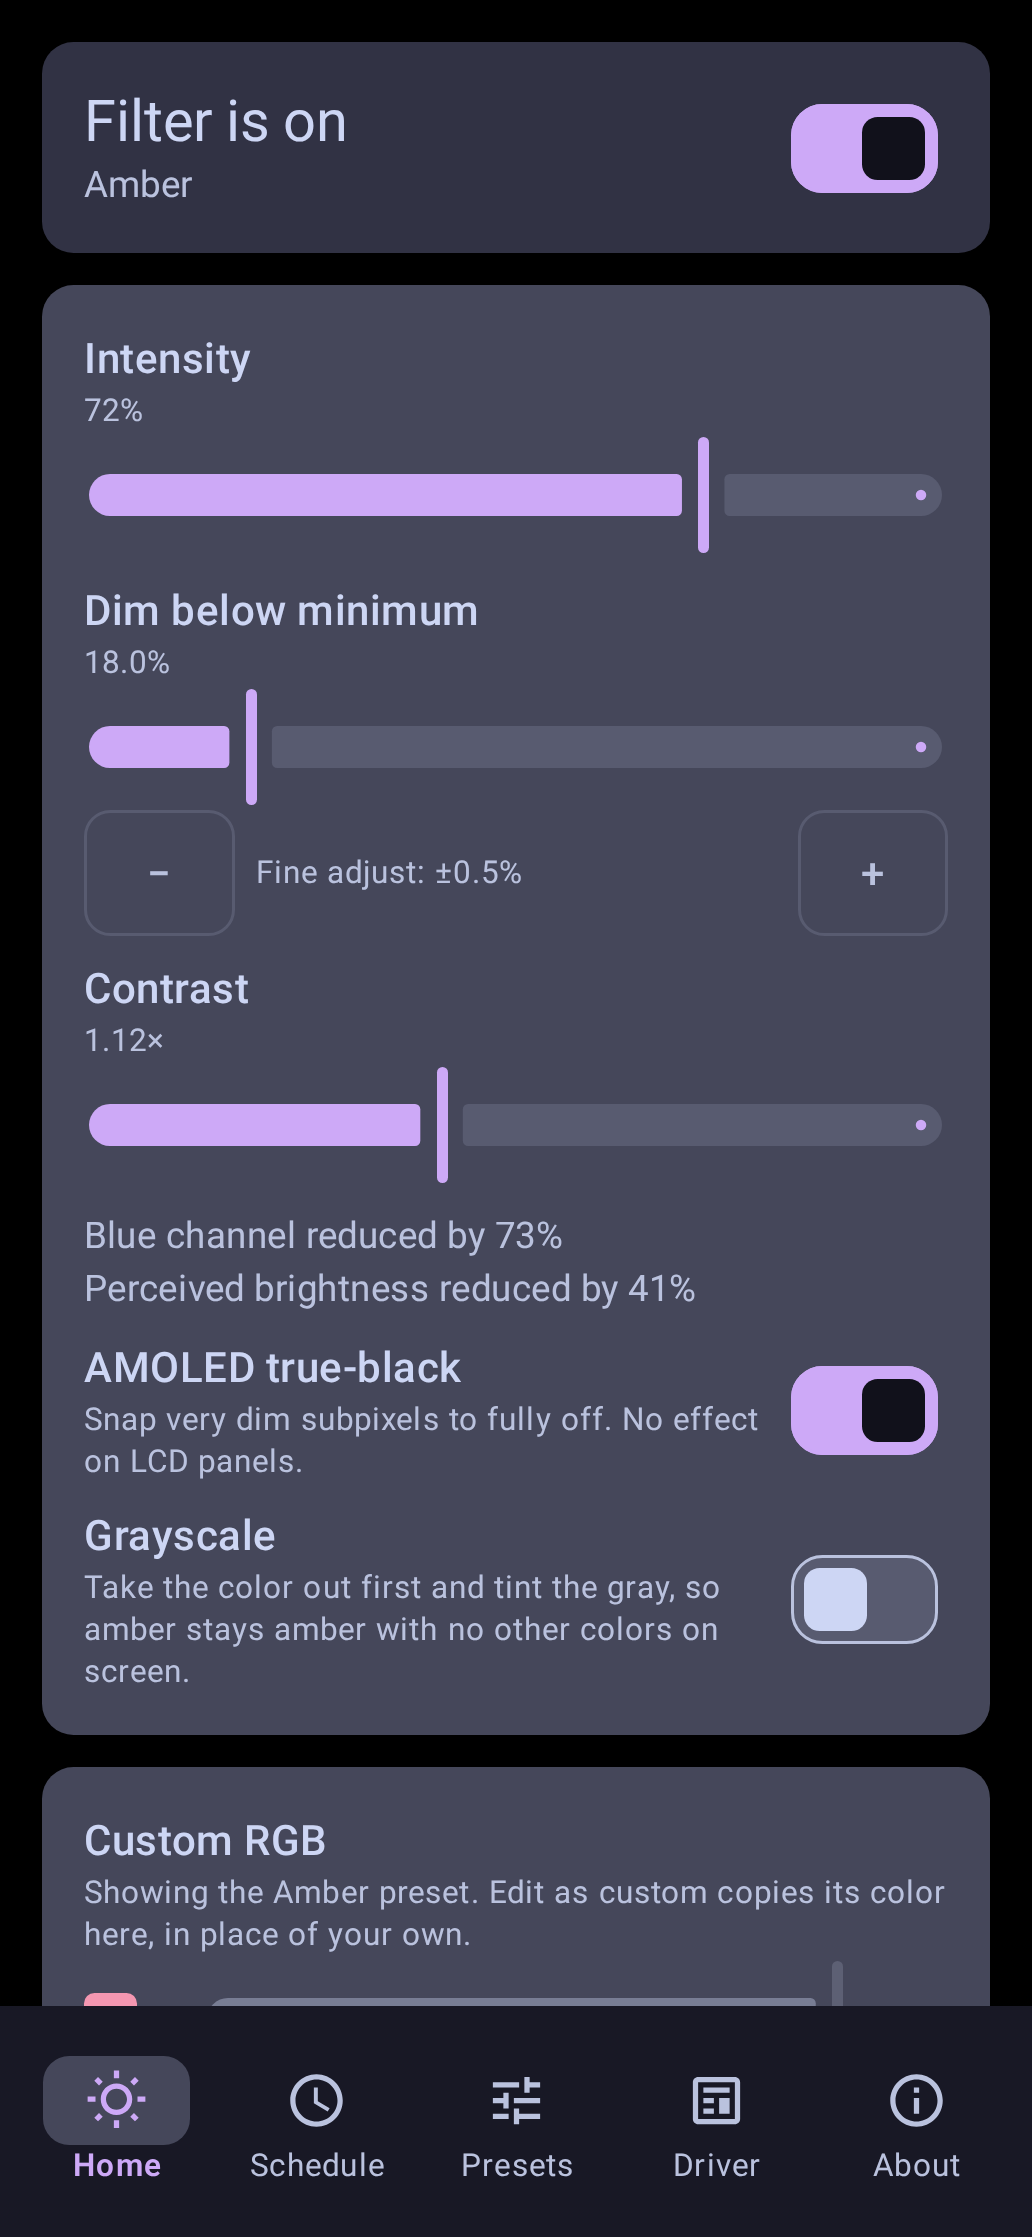 Filter is on
Amber
Intensity
72%
Dim below minimum
18.0%
−
Fine adjust: ±0.5%
+
Contrast
1.12×
Blue channel reduced by 73%
Perceived brightness reduced by 41%
AMOLED true-black
Snap very dim subpixels to fully off. No effect
on LCD panels.
Grayscale
Take the color out first and tint the gray, so
amber stays amber with no other colors on
screen.
Custom RGB
Showing the Amber preset. Edit as custom copies its color
here, in place of your own.
Home
Schedule
Presets
Driver
About